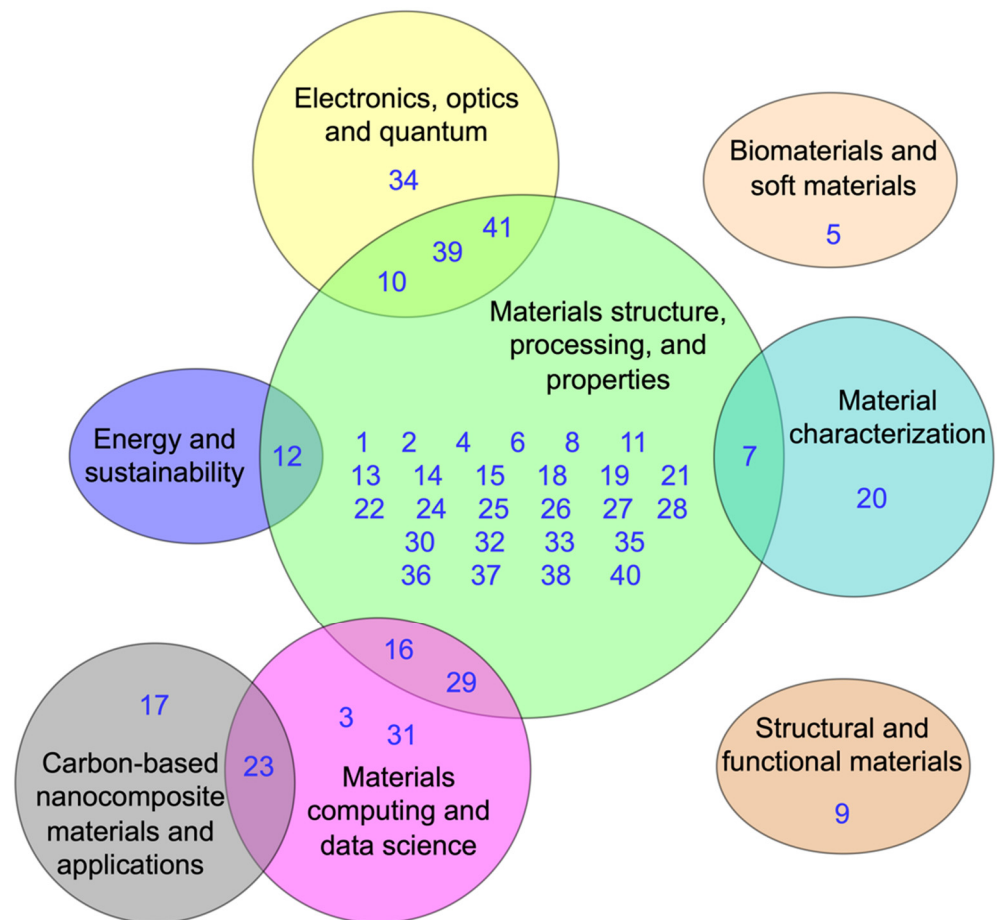 Electronics, optics
and quantum
34
41
39
10
Biomaterials and
soft materials
5
Materials structure,
processing, and
properties
Material
characterization
7
20
Energy and
sustainability
12
1 2 4 6 8 11
13 14 15 18 19 21
22 24 25 26 27 28
30 32 33 35
36 37 38 40
16
29
3
31
Materials
computing and
data science
17
23
Carbon-based
nanocomposite
materials and
applications
Structural and
functional materials
9